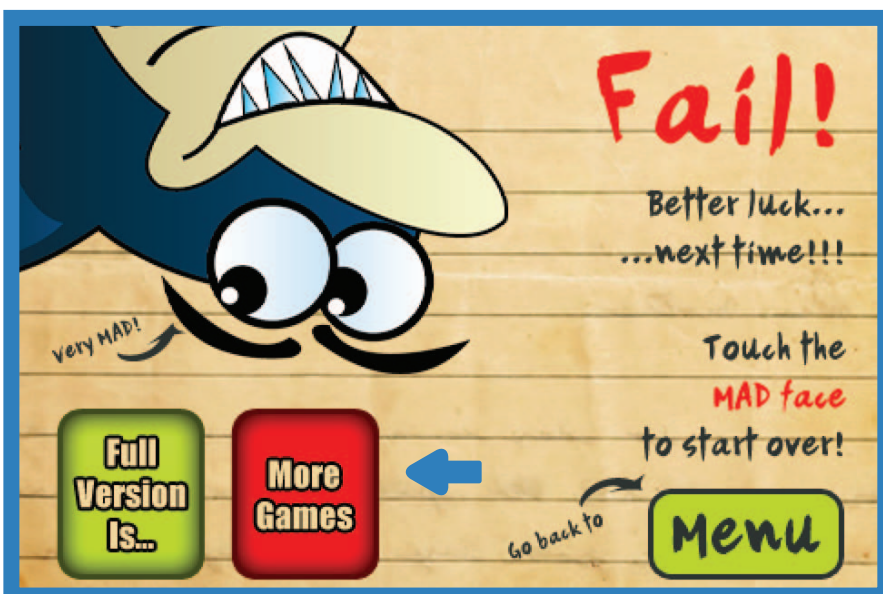 Fail!
Better luck...
...next time!!!
very MAD!
Touch the
MAD face
to start over!
Full
Version
Is...
More
Games
Go back to
Menu